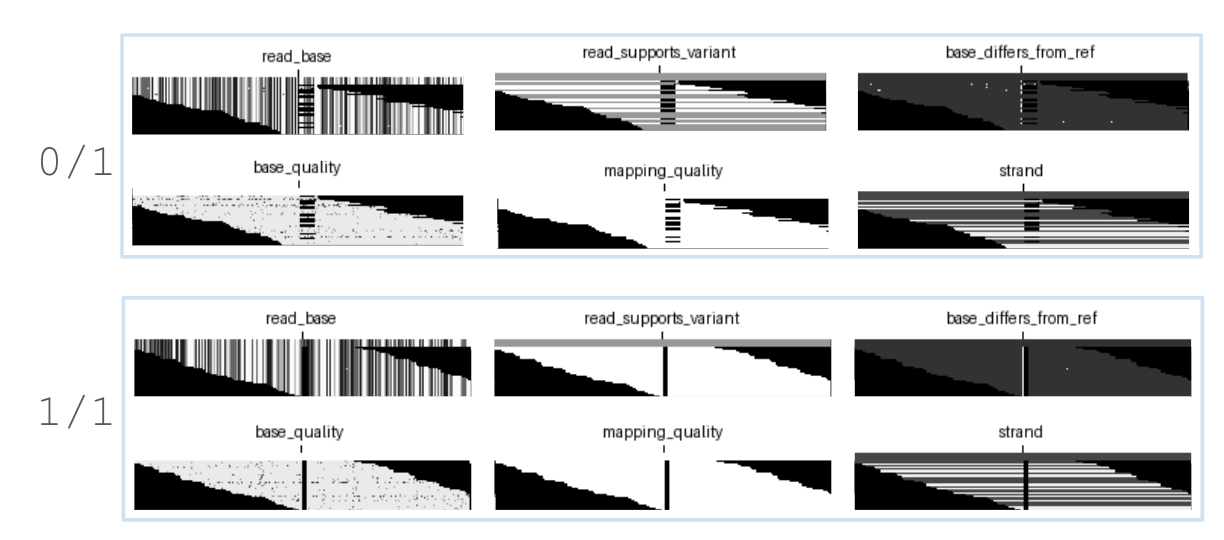 read_base read_supports_variant base_differs_from_ref
0/1
base_quality mapping_quality strand
read_base read_supports_variant base_differs_from_ref
1/1
base_quality mapping_quality strand